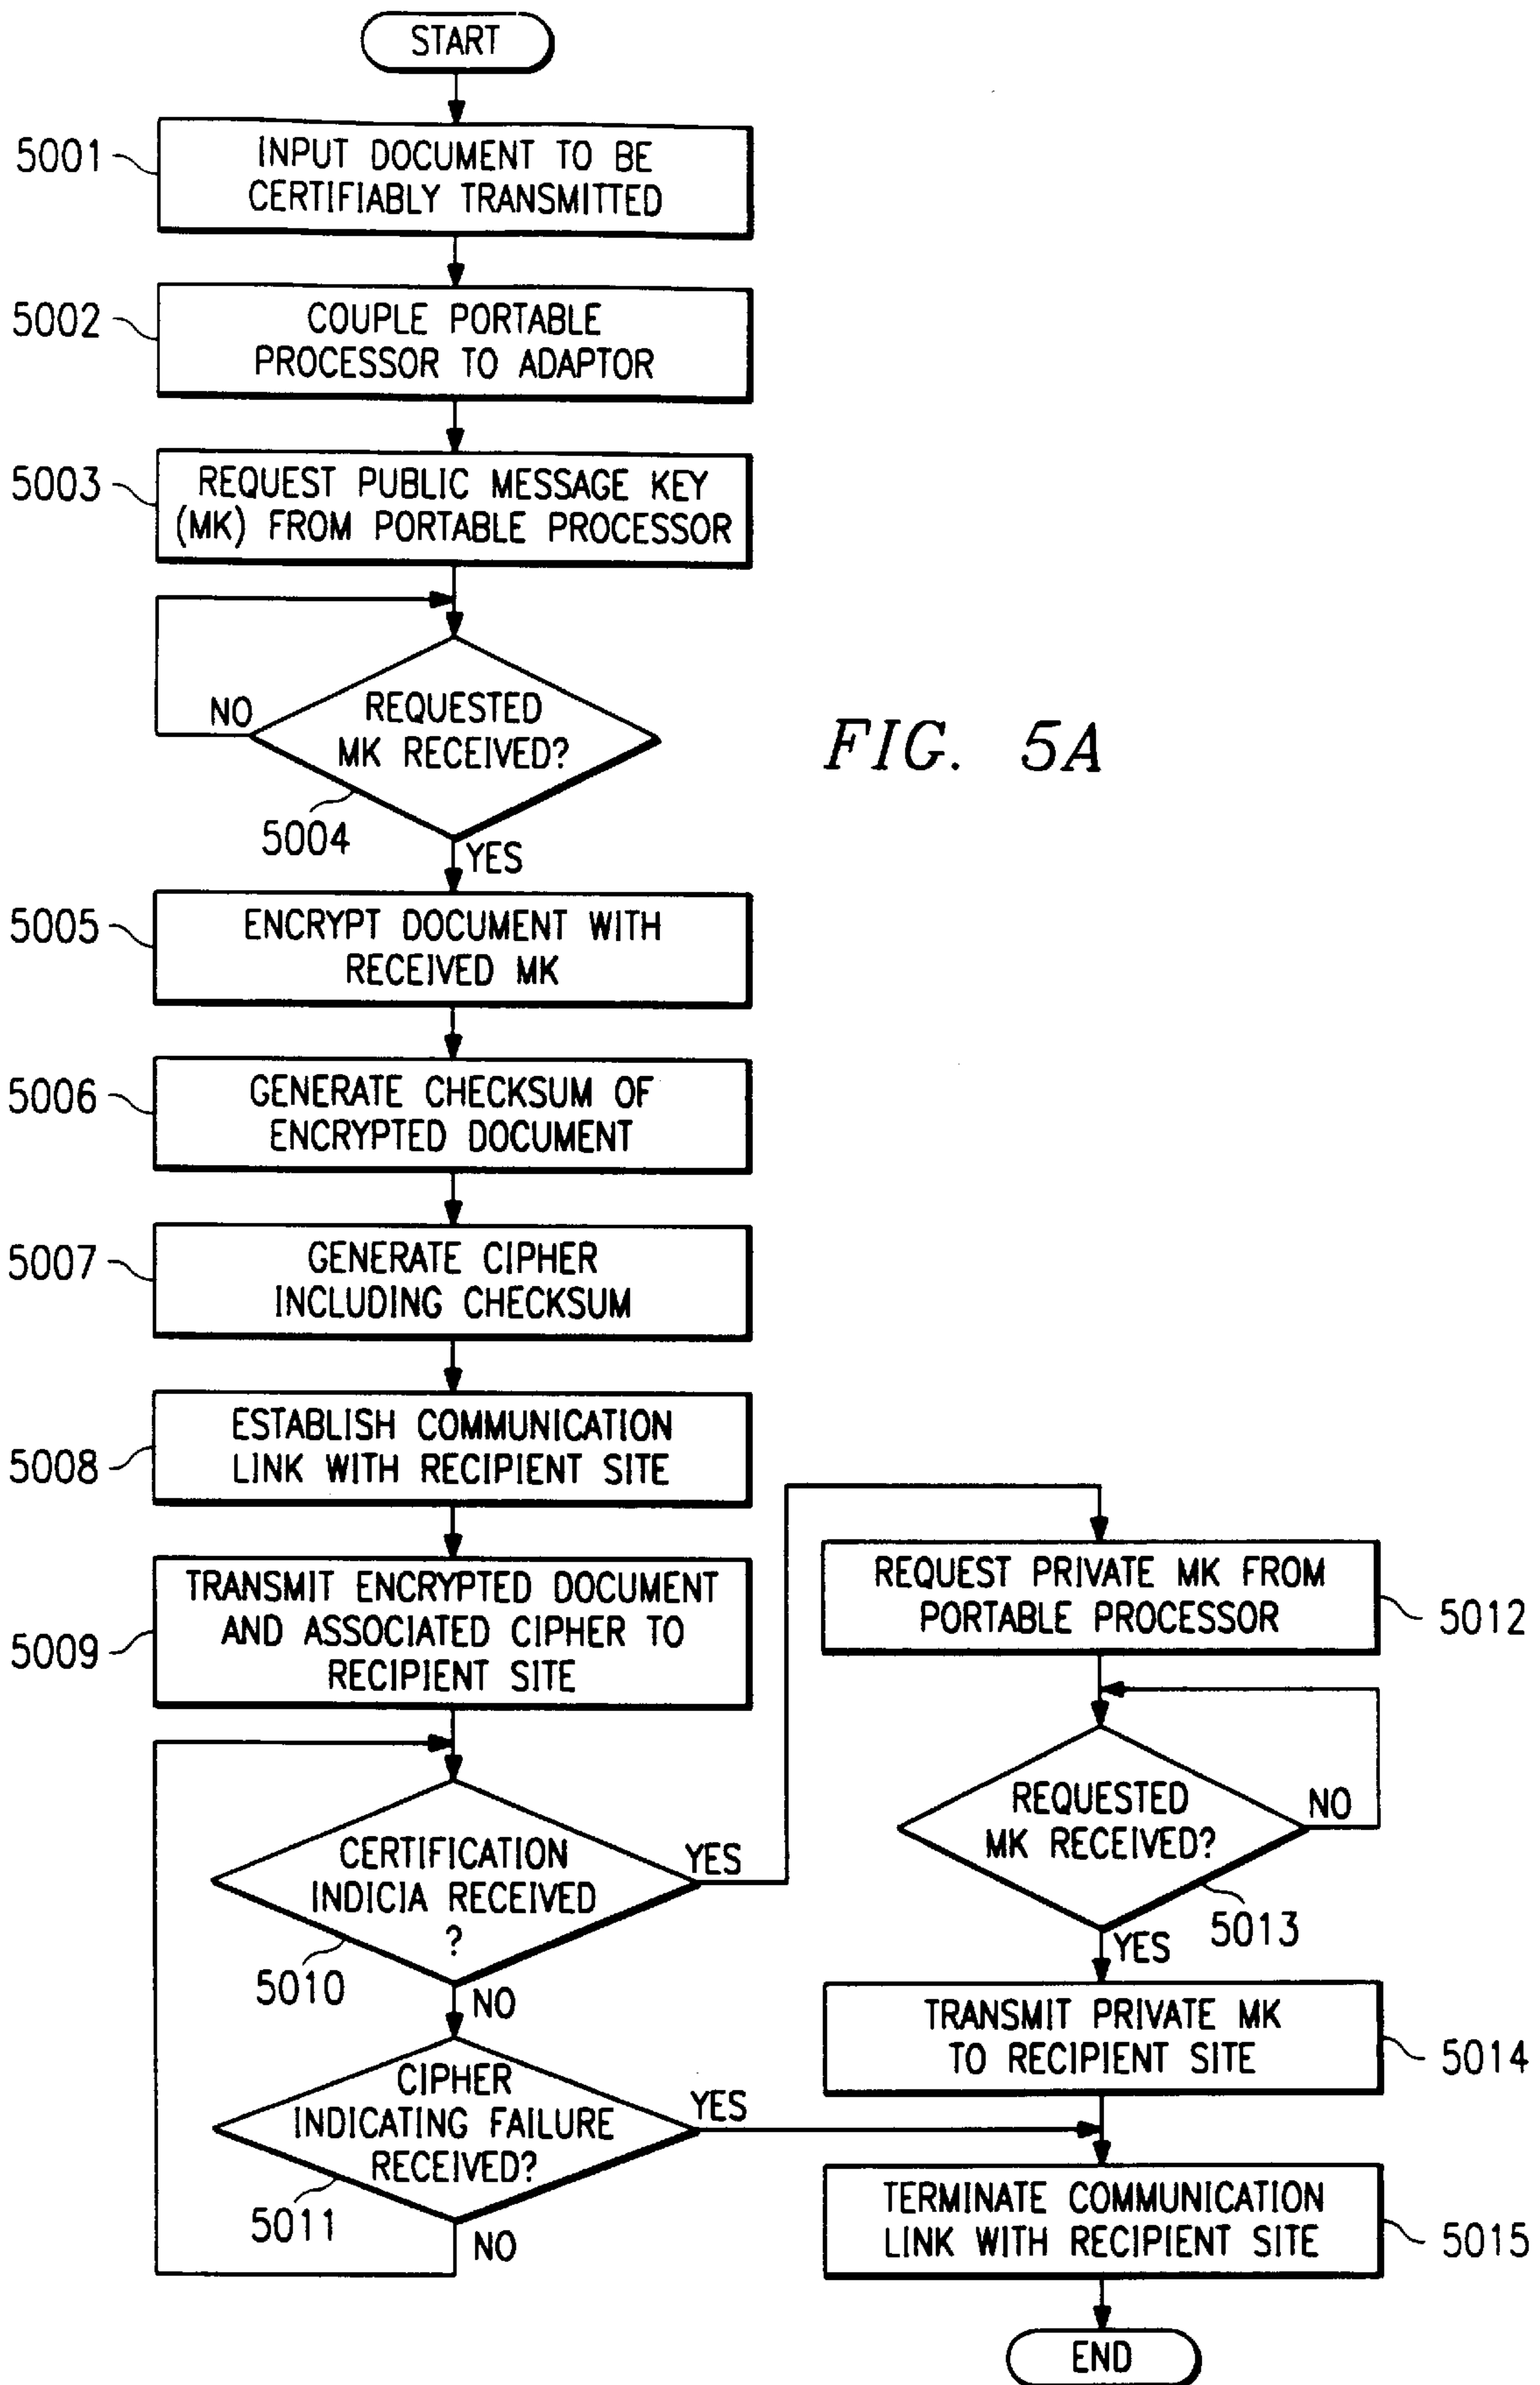 START
5001
INPUT DOCUMENT TO BE
CERTIFIABLY TRANSMITTED
5002
COUPLE PORTABLE
PROCESSOR TO ADAPTOR
5003
REQUEST PUBLIC MESSAGE KEY
(MK) FROM PORTABLE PROCESSOR
NO
REQUESTED
MK RECEIVED?
5004
YES
FIG. 5A
5005
ENCRYPT DOCUMENT WITH
RECEIVED MK
5006
GENERATE CHECKSUM OF
ENCRYPTED DOCUMENT
5007
GENERATE CIPHER
INCLUDING CHECKSUM
5008
ESTABLISH COMMUNICATION
LINK WITH RECIPIENT SITE
5009
TRANSMIT ENCRYPTED DOCUMENT
AND ASSOCIATED CIPHER TO
RECIPIENT SITE
CERTIFICATION
INDICIA RECEIVED
?
YES
5010
NO
CIPHER
INDICATING FAILURE
RECEIVED?
YES
5011
NO
REQUEST PRIVATE MK FROM
PORTABLE PROCESSOR
5012
REQUESTED
MK RECEIVED?
NO
5013
YES
TRANSMIT PRIVATE MK
TO RECIPIENT SITE
5014
TERMINATE COMMUNICATION
LINK WITH RECIPIENT SITE
5015
END